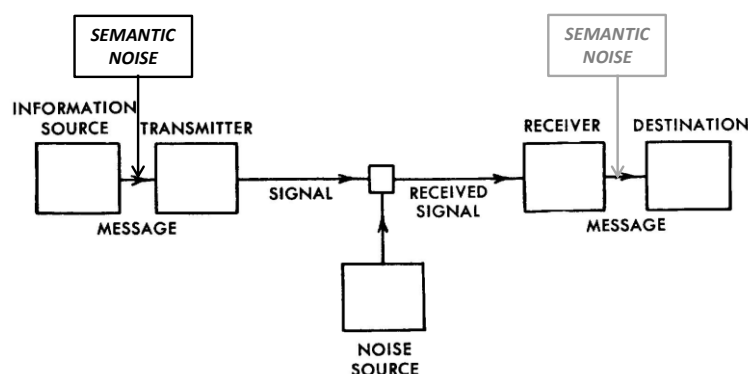 SEMANTIC
NOISE
SEMANTIC
NOISE
INFORMATION
SOURCE
TRANSMITTER
RECEIVER
DESTINATION
SIGNAL
RECEIVED
SIGNAL
MESSAGE
MESSAGE
NOISE
SOURCE